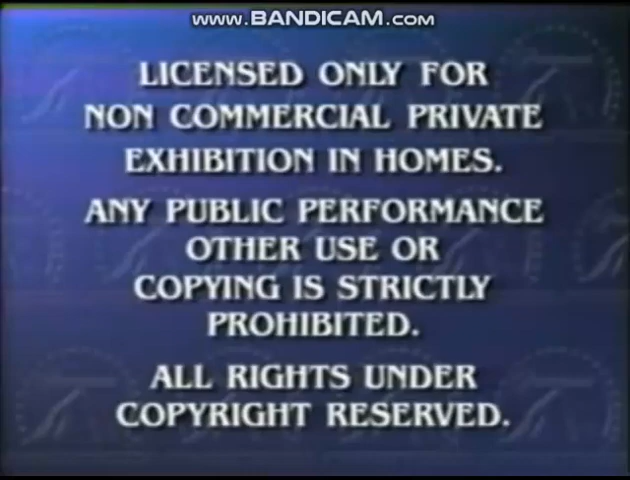 www.BANDICAM.com
LICENSED ONLY FOR
NON COMMERCIAL PRIVATE
EXHIBITION IN HOMES.
ANY PUBLIC PERFORMANCE
OTHER USE OR
COPYING IS STRICTLY
PROHIBITED.
ALL RIGHTS UNDER
COPYRIGHT RESERVED.